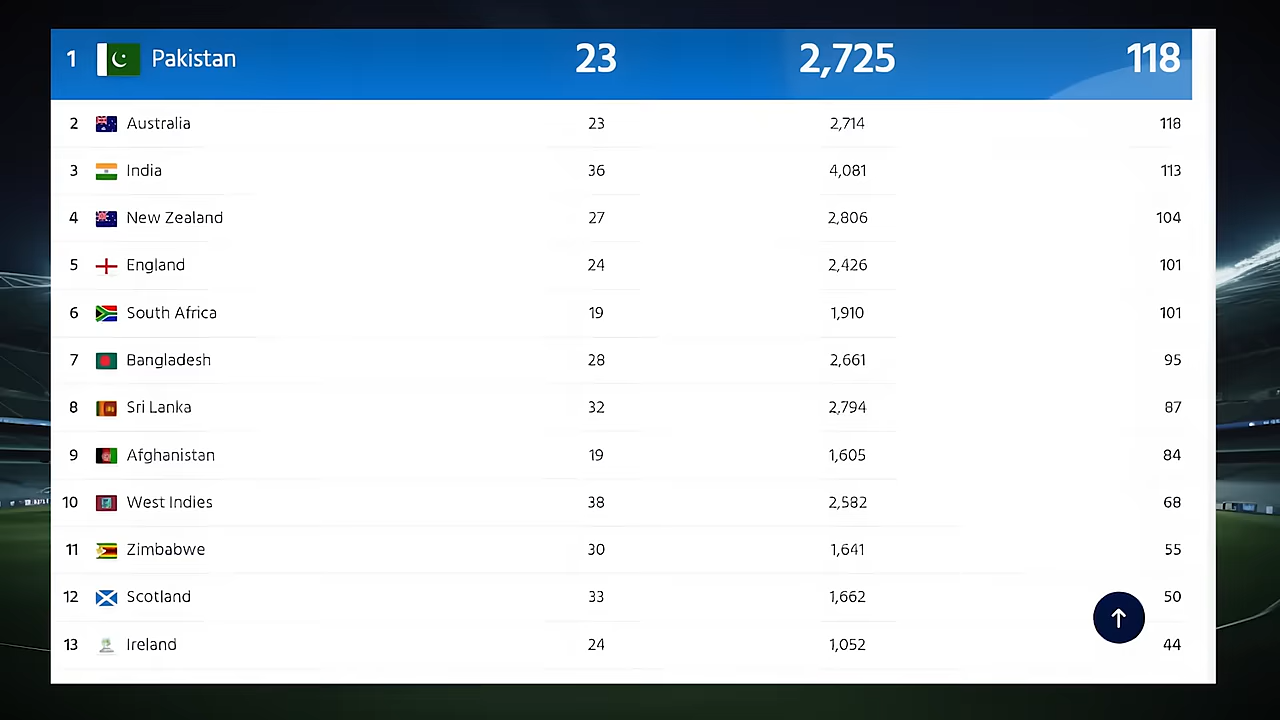 1 Pakistan 23 2,725 118
2 Australia 23 2,714 118
3 India 36 4,081 113
4 New Zealand 27 2,806 104
5 England 24 2,426 101
6 South Africa 19 1,910 101
7 Bangladesh 28 2,661 95
8 Sri Lanka 32 2,794 87
9 Afghanistan 19 1,605 84
10 West Indies 38 2,582 68
11 Zimbabwe 30 1,641 55
12 Scotland 33 1,662 50
13 Ireland 24 1,052 44